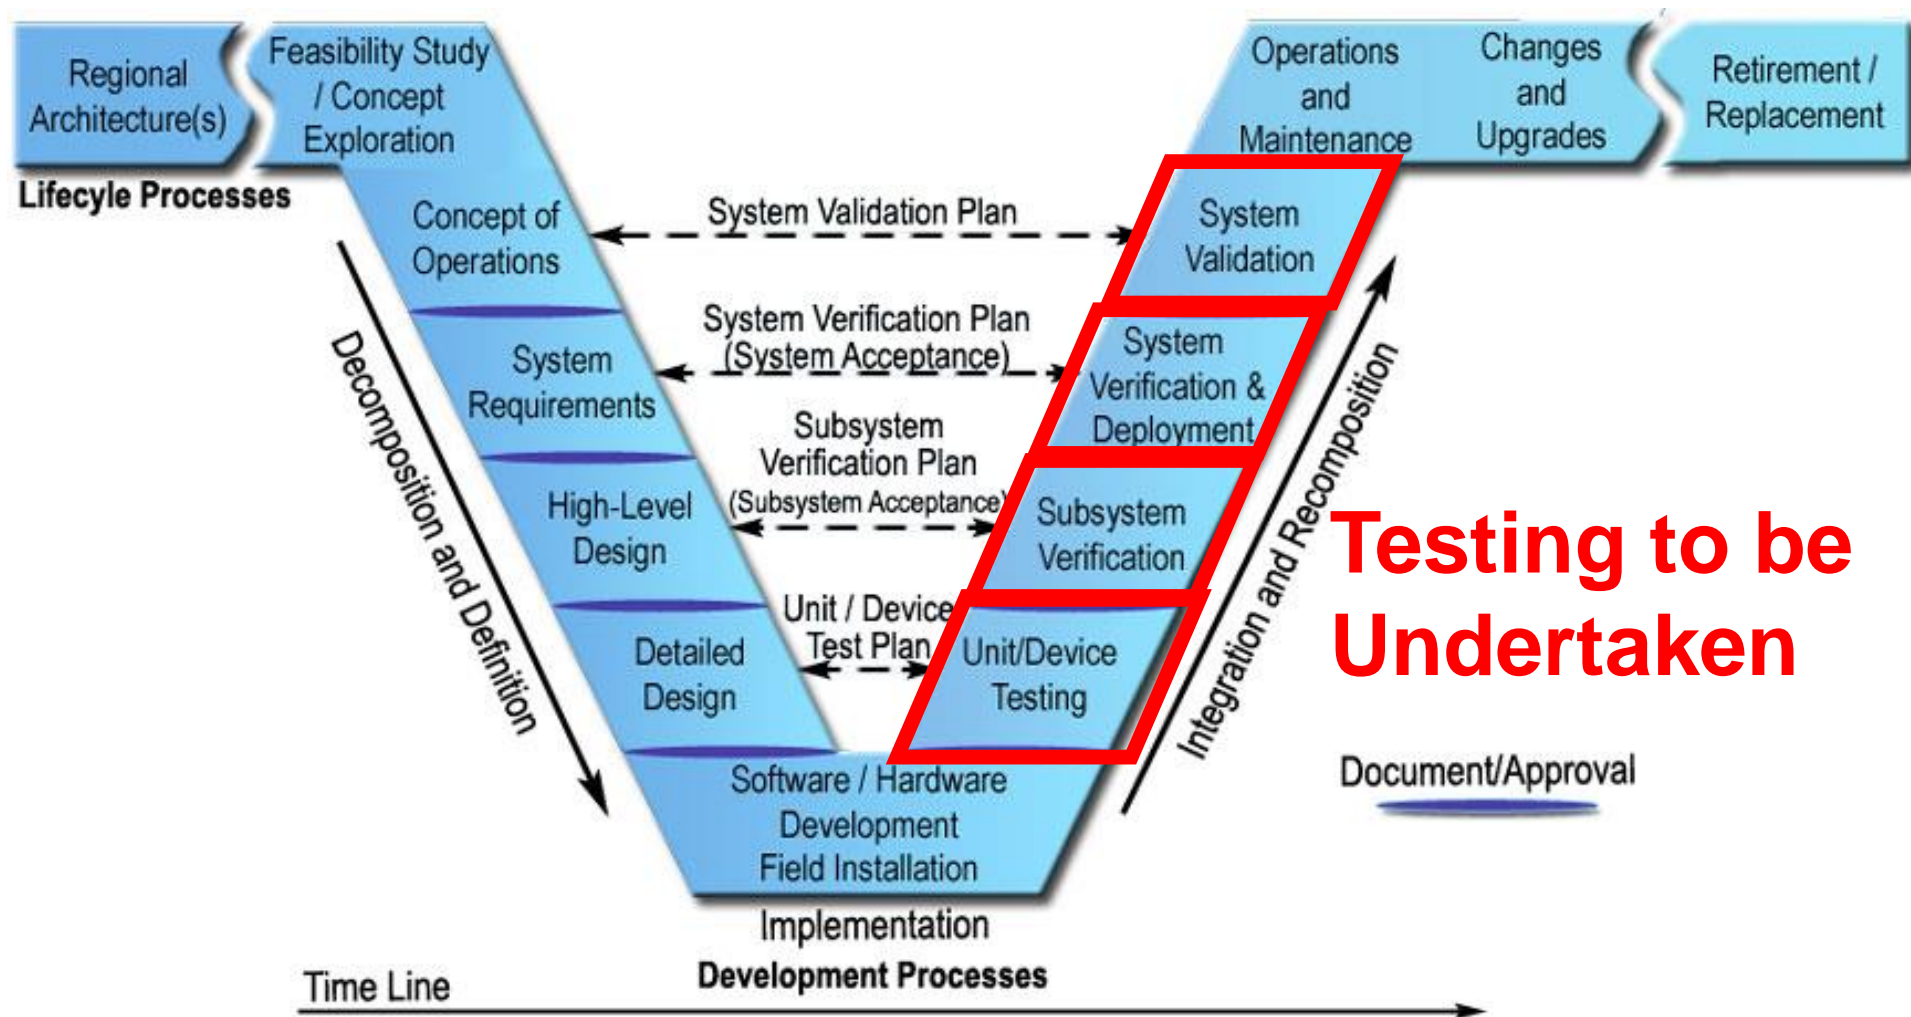 Regional
Architecture(s)
Feasibility Study
/ Concept
Exploration
Operations
and
Maintenance
Changes
and
Upgrades
Retirement /
Replacement
Lifecyle Processes
Concept of
Operations
System Validation Plan
System
Validation
System
Requirements
System Verification Plan
(System Acceptance)
System
Verification &
Deployment
High-Level
Design
Subsystem
Verification Plan
(Subsystem Acceptance)
Subsystem
Verification
Detailed
Design
Unit / Device
Test Plan
Unit/Device
Testing
Decomposition and Definition
Integration and Recomposition
Testing to be
Undertaken
Software / Hardware
Development
Field Installation
Document/Approval
Implementation
Development Processes
Time Line